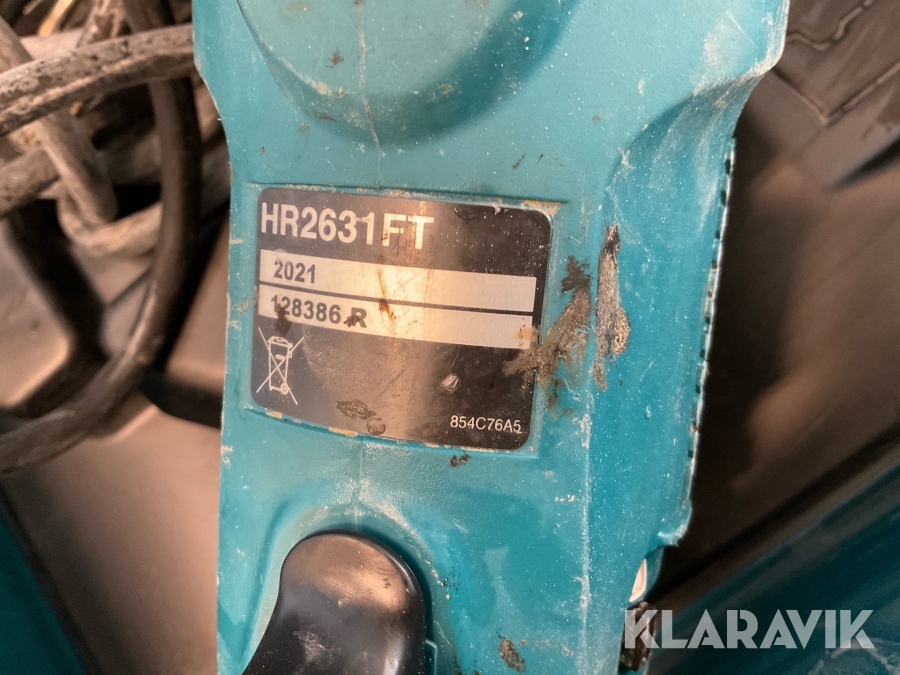 HR2631FT
2021
128386 R
854C76A5
KLARAVIK